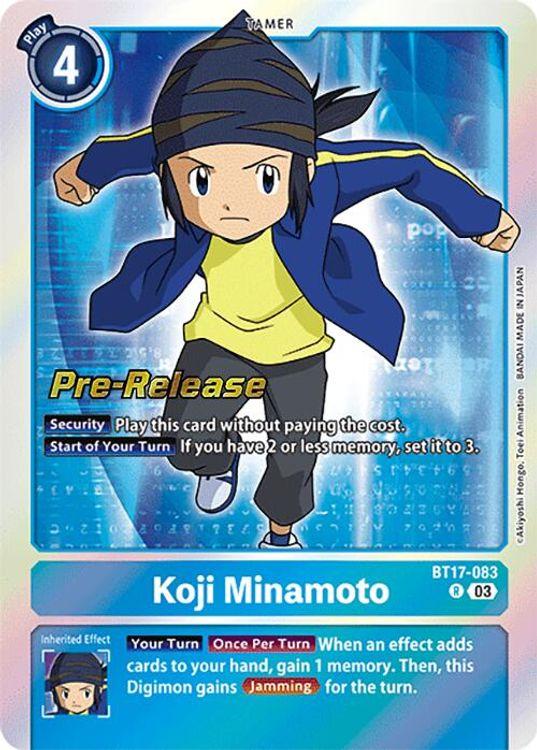 TAMER
Play
4
Pre-Release
Security Play this card without paying the cost.
Start of Your Turn If you have 2 or less memory, set it to 3.
©Akiyoshi Hongo, Toei Animation BANDAI MADE IN JAPAN
BT17-083
Koji Minamoto
R 03
Inherited Effect
Your Turn Once Per Turn When an effect adds
cards to your hand, gain 1 memory. Then, this
Digimon gains Jamming for the turn.